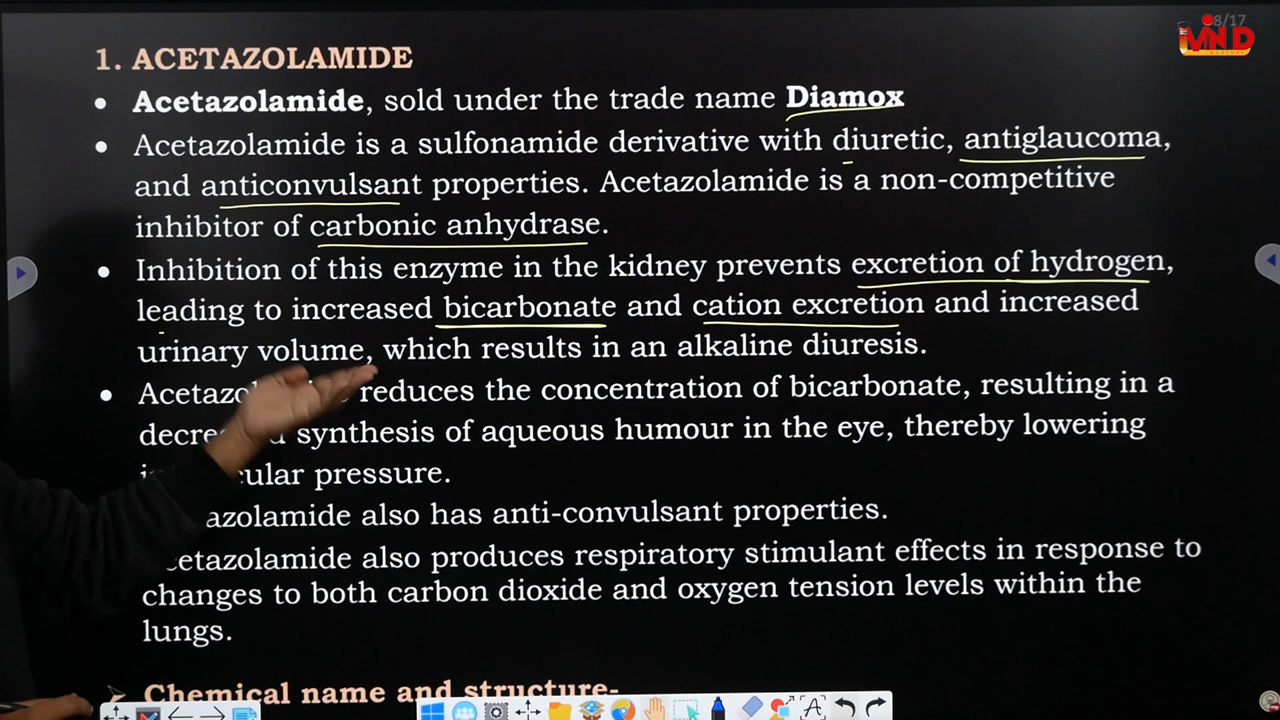 8/17
MND
1. ACETAZOLAMIDE
• Acetazolamide, sold under the trade name Diamox
• Acetazolamide is a sulfonamide derivative with diuretic, antiglaucoma,
and anticonvulsant properties. Acetazolamide is a non-competitive
inhibitor of carbonic anhydrase.
• Inhibition of this enzyme in the kidney prevents excretion of hydrogen,
leading to increased bicarbonate and cation excretion and increased
urinary volume, which results in an alkaline diuresis.
• reduces the concentration of bicarbonate, resulting in a
synthesis of aqueous humour in the eye, thereby lowering
pressure.
also has anti-convulsant properties.
also produces respiratory stimulant effects in response to
changes to both carbon dioxide and oxygen tension levels within the
lungs.
➢ Chemical name and structure-